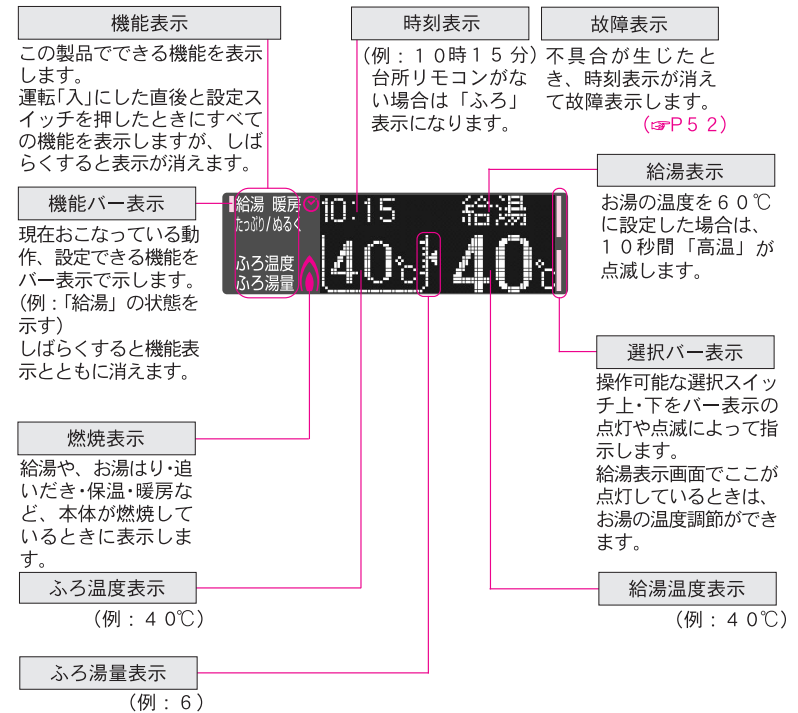 機能表示
この製品でできる機能を表示
します。
運転「入」にした直後と設定ス
イッチを押したときにすべて
の機能を表示しますが、しば
らくすると表示が消えます。
時刻表示
(例：１０時１５分)
台所リモコンがな
い場合は「ふろ」
表示になります。
故障表示
不具合が生じたと
き、時刻表示が消え
て故障表示します。
(☞Ｐ５２)
機能バー表示
現在おこなっている動
作、設定できる機能を
バー表示で示します。
(例：「給湯」の状態を
示す)
しばらくすると機能表
示とともに消えます。
給湯 暖房
たっぷり/ぬるく
ふろ温度
ふろ湯量
10:15
給湯
40℃
40℃
給湯表示
お湯の温度を６０℃
に設定した場合は、
１０秒間「高温」が
点滅します。
選択バー表示
操作可能な選択スイッ
チ上・下をバー表示の
点灯や点滅によって指
示します。
給湯表示画面でここが
点灯しているときは、
お湯の温度調節ができ
ます。
燃焼表示
給湯や、お湯はり・追
いだき・保温・暖房な
ど、本体が燃焼して
いるときに表示しま
す。
ふろ温度表示
(例：４０℃)
給湯温度表示
(例：４０℃)
ふろ湯量表示
(例：６)